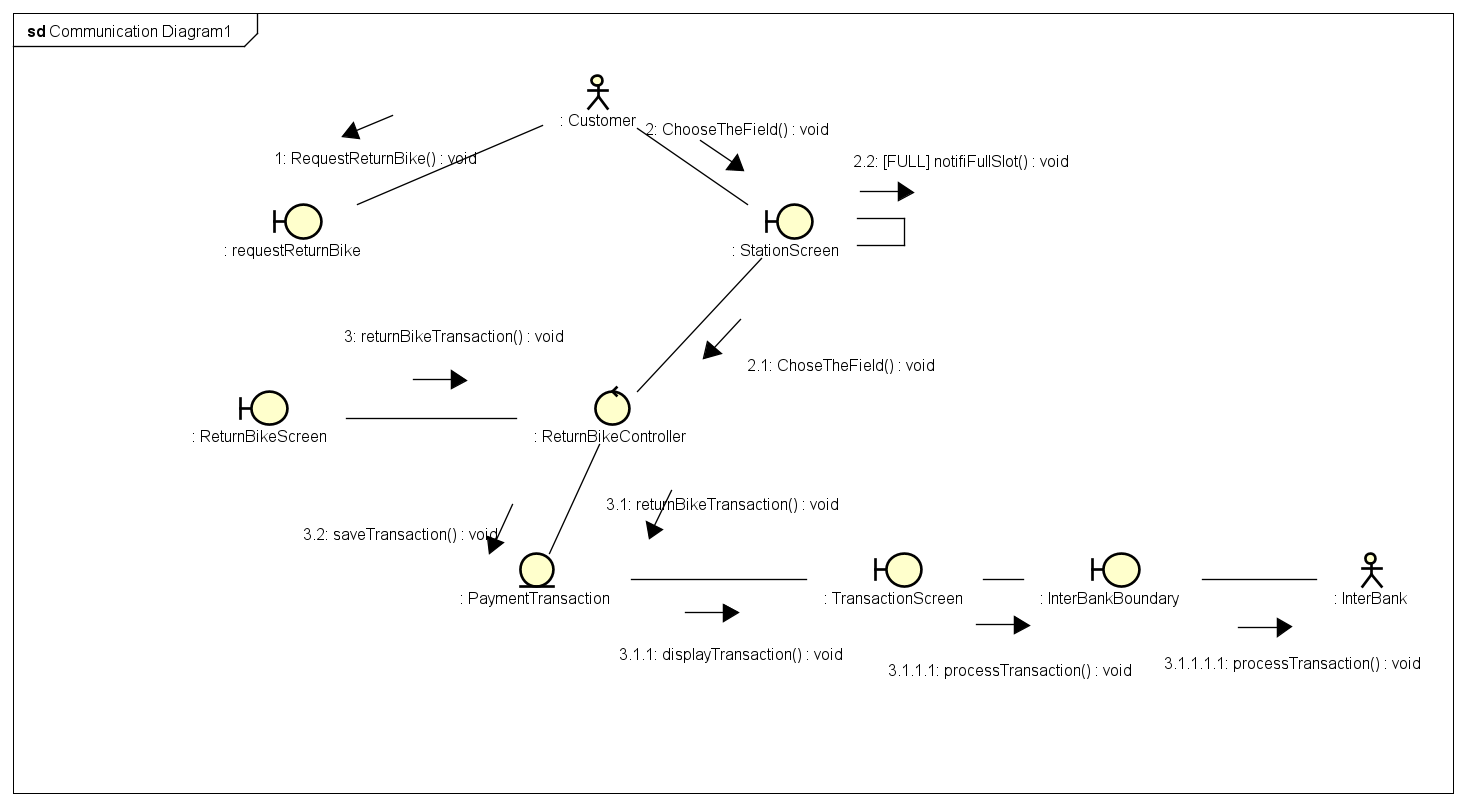 sd Communication Diagram1
: Customer
2: ChooseTheField() : void
1: RequestReturnBike() : void
2.2: [FULL] notifiFullSlot() : void
: requestReturnBike
: StationScreen
3: returnBikeTransaction() : void
2.1: ChoseTheField() : void
: ReturnBikeScreen
: ReturnBikeController
3.1: returnBikeTransaction() : void
3.2: saveTransaction() : void
: PaymentTransaction
: TransactionScreen
: InterBankBoundary
: InterBank
3.1.1: displayTransaction() : void
3.1.1.1: processTransaction() : void
3.1.1.1.1: processTransaction() : void